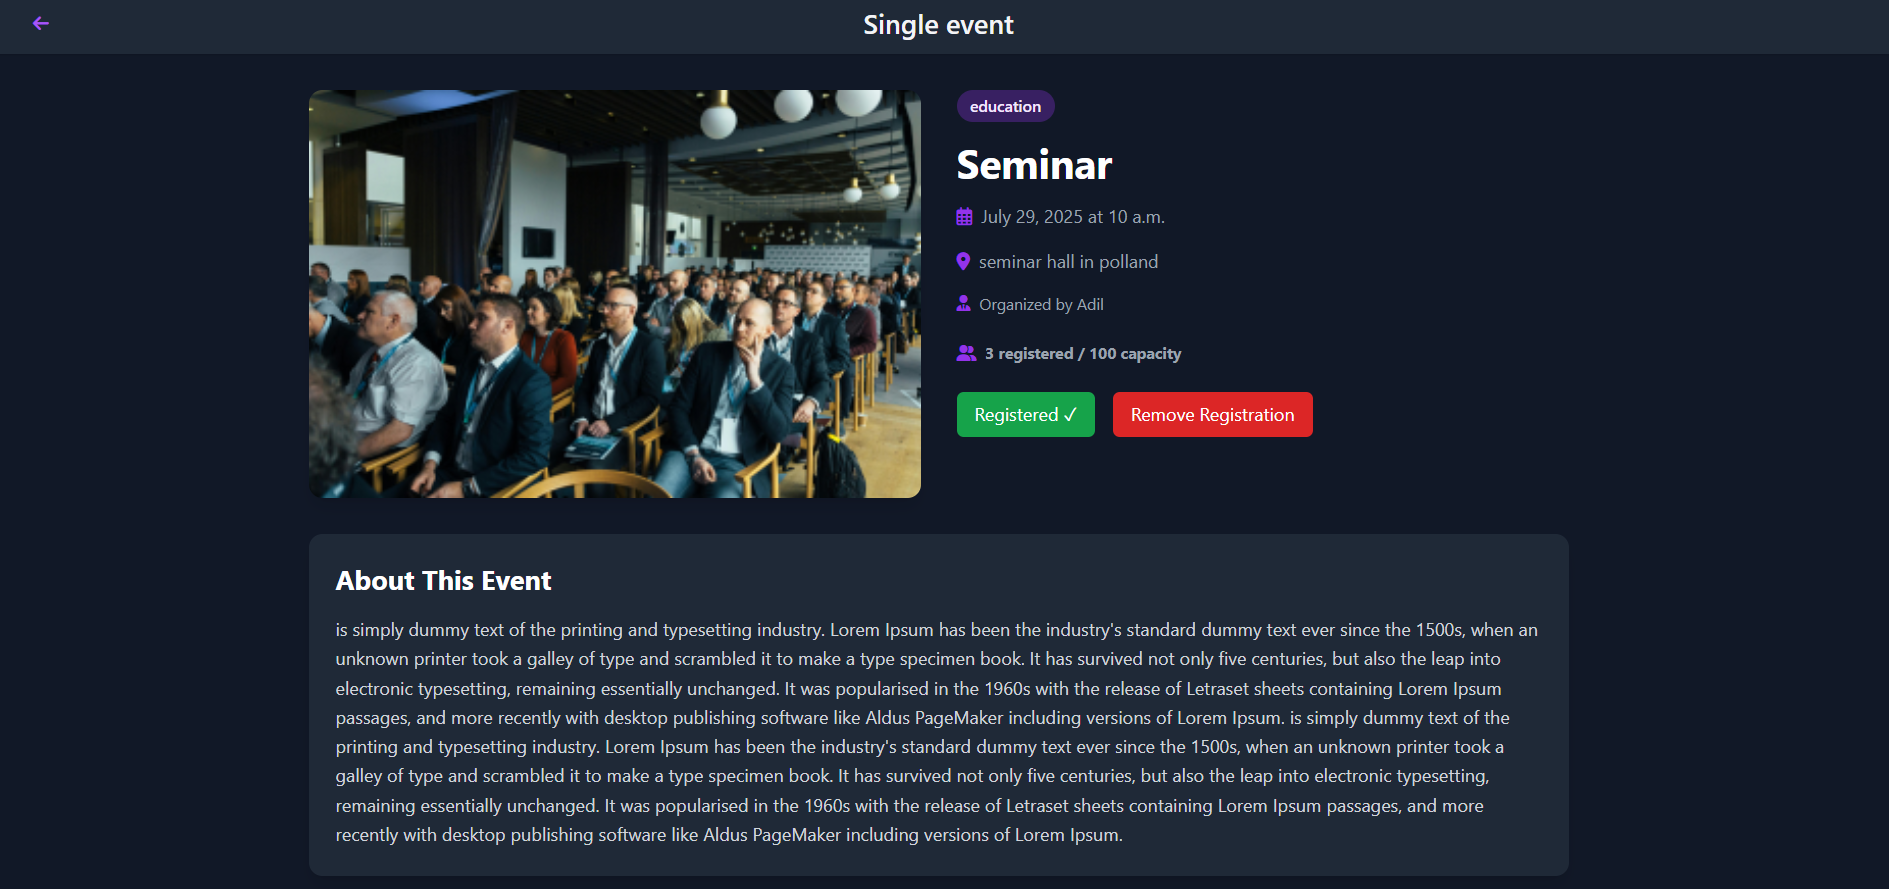 Single event
education
Seminar
July 29, 2025 at 10 a.m.
seminar hall in polland
Organized by Adil
3 registered / 100 capacity
Registered ✓
Remove Registration
About This Event
is simply dummy text of the printing and typesetting industry. Lorem Ipsum has been the industry's standard dummy text ever since the 1500s, when an
unknown printer took a galley of type and scrambled it to make a type specimen book. It has survived not only five centuries, but also the leap into
electronic typesetting, remaining essentially unchanged. It was popularised in the 1960s with the release of Letraset sheets containing Lorem Ipsum
passages, and more recently with desktop publishing software like Aldus PageMaker including versions of Lorem Ipsum. is simply dummy text of the
printing and typesetting industry. Lorem Ipsum has been the industry's standard dummy text ever since the 1500s, when an unknown printer took a
galley of type and scrambled it to make a type specimen book. It has survived not only five centuries, but also the leap into electronic typesetting,
remaining essentially unchanged. It was popularised in the 1960s with the release of Letraset sheets containing Lorem Ipsum passages, and more
recently with desktop publishing software like Aldus PageMaker including versions of Lorem Ipsum.